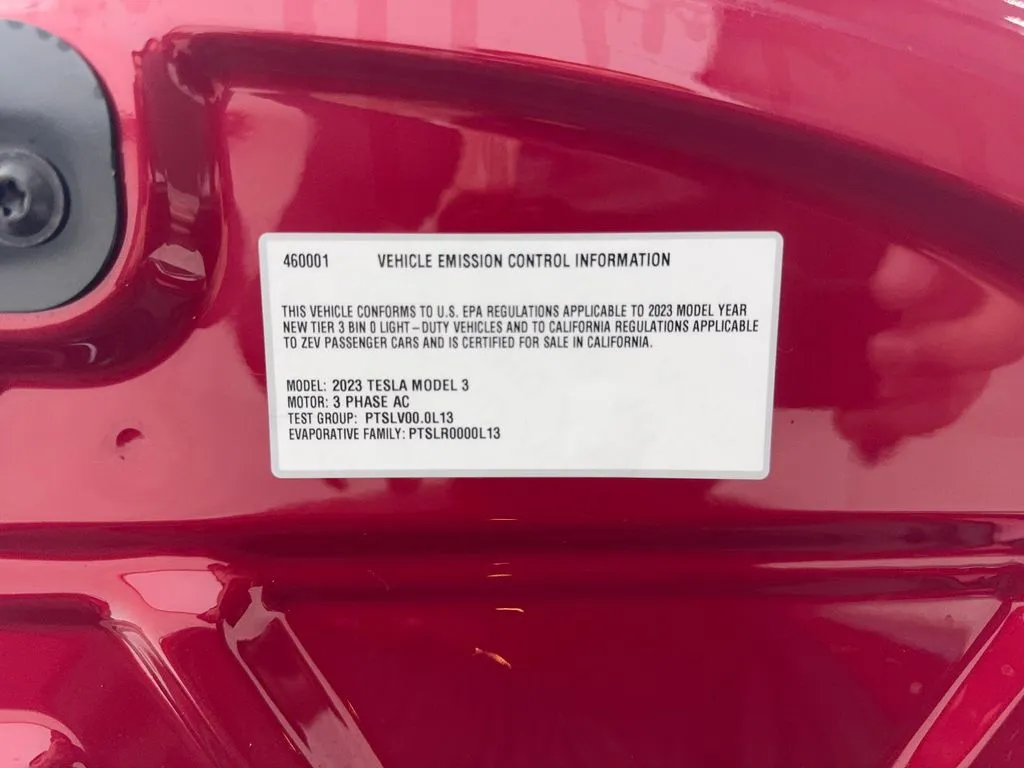 460001 VEHICLE EMISSION CONTROL INFORMATION
THIS VEHICLE CONFORMS TO U.S. EPA REGULATIONS APPLICABLE TO 2023 MODEL YEAR
NEW TIER 3 BIN 0 LIGHT-DUTY VEHICLES AND TO CALIFORNIA REGULATIONS APPLICABLE
TO ZEV PASSENGER CARS AND IS CERTIFIED FOR SALE IN CALIFORNIA.
MODEL: 2023 TESLA MODEL 3
MOTOR: 3 PHASE AC
TEST GROUP: PTSLV00.0L13
EVAPORATIVE FAMILY: PTSLR0000L13